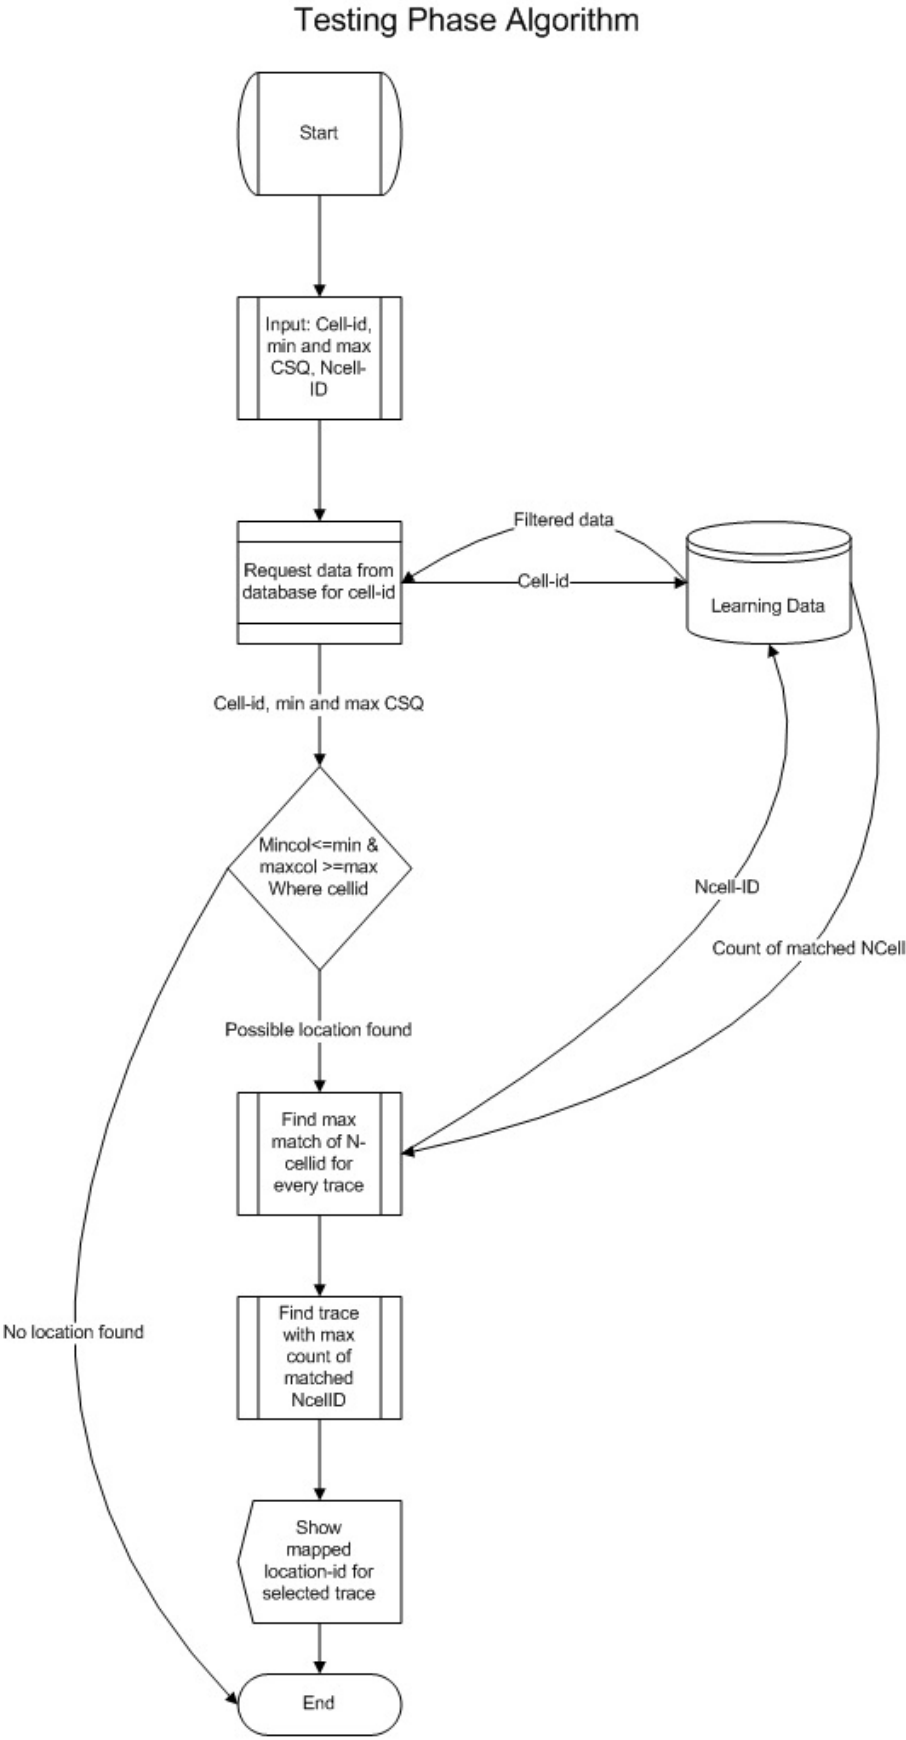 Testing Phase Algorithm
Start
Input: Cell-id,
min and max
CSQ, Ncell-
ID
Filtered data
Request data from
database for cell-id
Cell-id
Learning Data
Cell-id, min and max CSQ
Mincol<=min &
maxcol >=max
Where cellid
Ncell-ID
Count of matched NCell
Possible location found
Find max
match of N-
cellid for
every trace
No location found
Find trace
with max
count of
matched
NcellID
Show
mapped
location-id for
selected trace
End